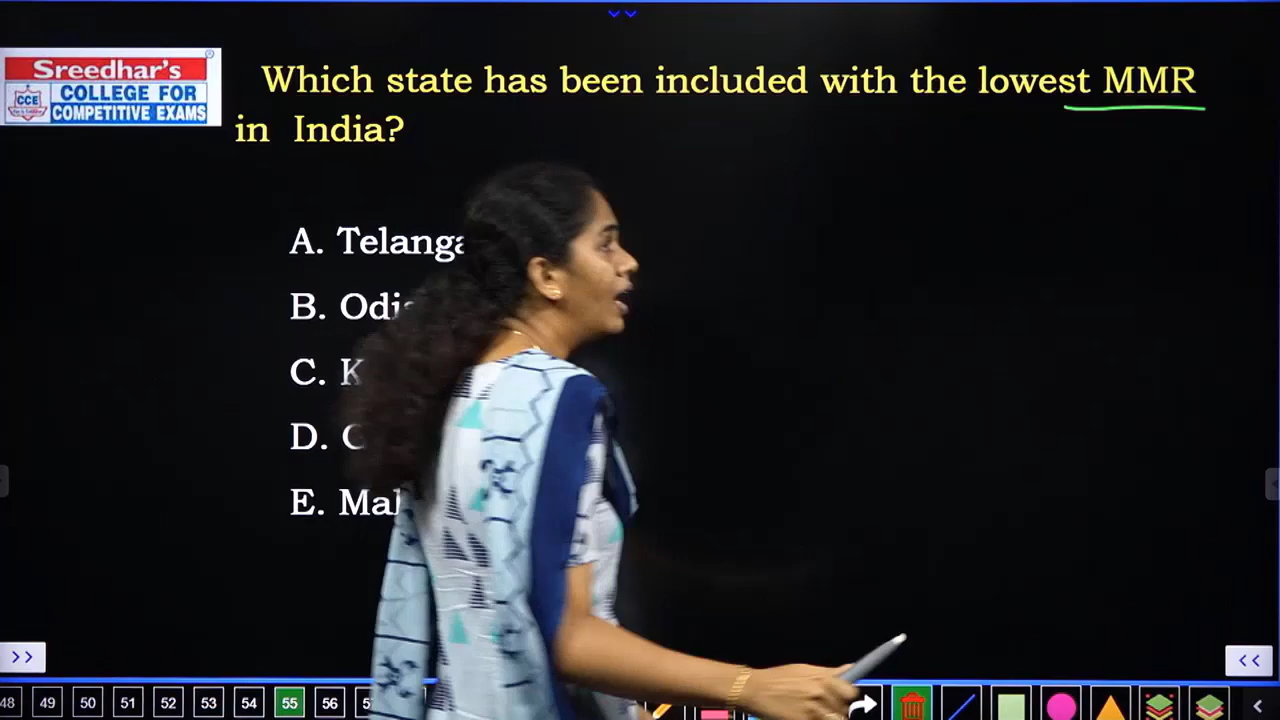 Sreedhar's
CCE
COLLEGE FOR
COMPETITIVE EXAMS
Which state has been included with the lowest MMR
in India?
A. Telanga
B. Odi
C. K
D.
E. Mal
>>
<<
48 49 50 51 52 53 54 55 56